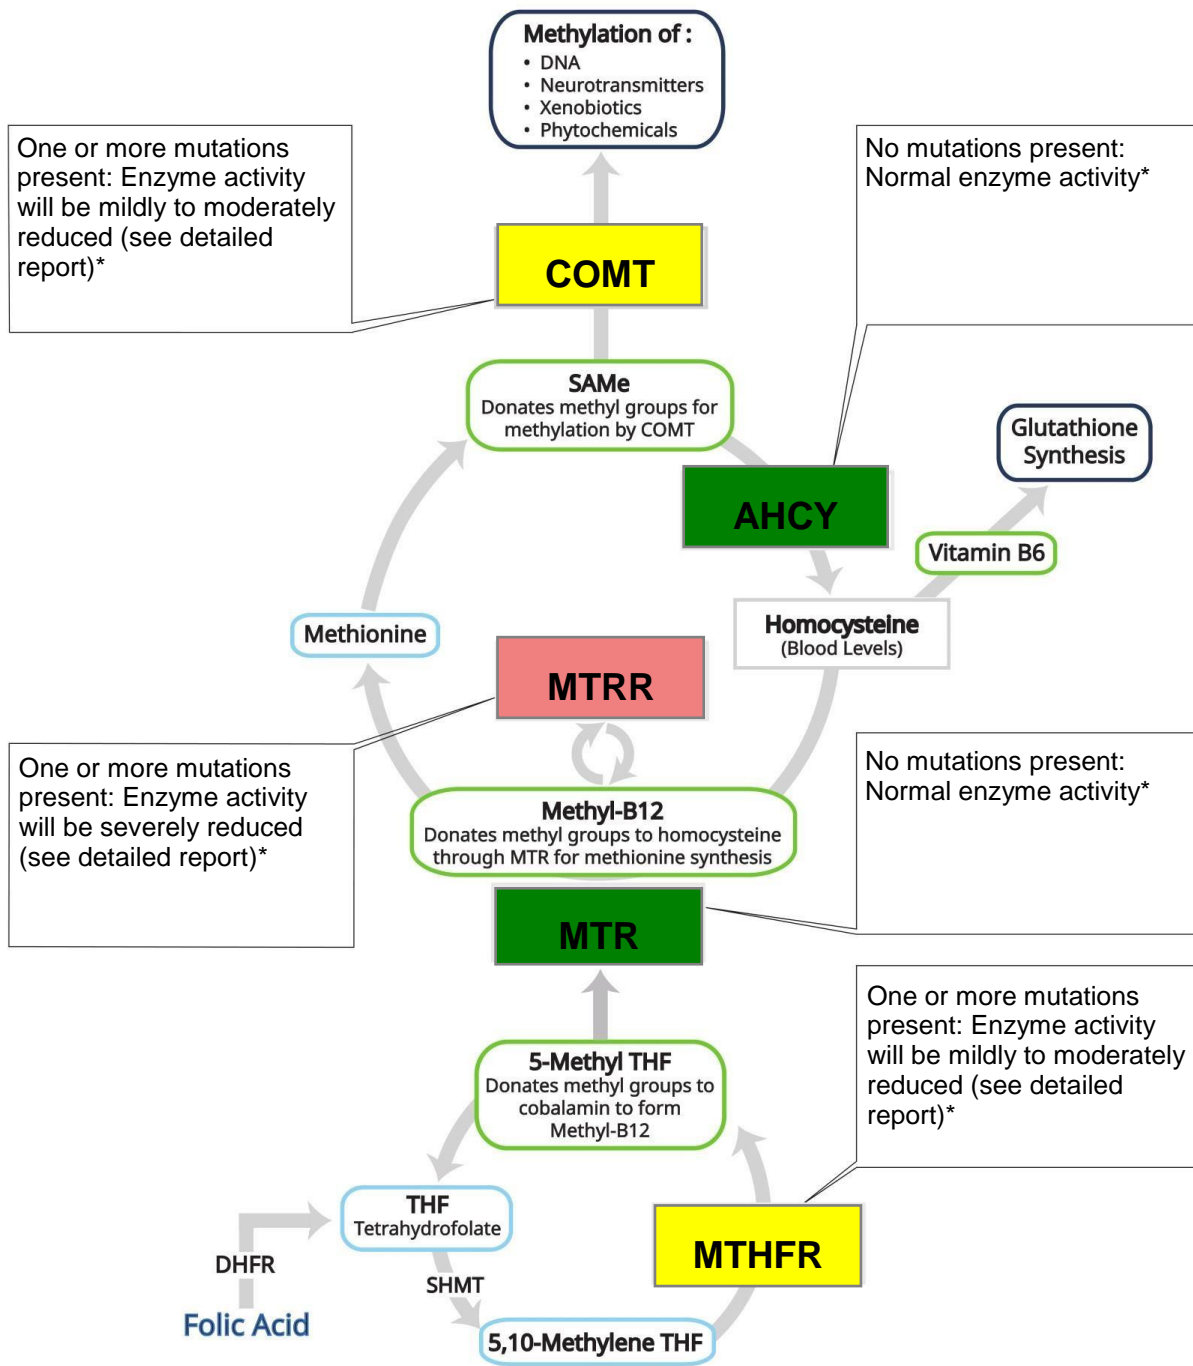 Methylation of :
• DNA
• Neurotransmitters
• Xenobiotics
• Phytochemicals
One or more mutations
present: Enzyme activity
will be mildly to moderately
reduced (see detailed
report)*
No mutations present:
Normal enzyme activity*
COMT
SAMe
Donates methyl groups for
methylation by COMT
Glutathione
Synthesis
AHCY
Vitamin B6
Homocysteine
(Blood Levels)
Methionine
MTRR
One or more mutations
present: Enzyme activity
will be severely reduced
(see detailed report)*
No mutations present:
Normal enzyme activity*
Methyl-B12
Donates methyl groups to homocysteine
through MTR for methionine synthesis
MTR
One or more mutations
present: Enzyme activity
will be mildly to moderately
reduced (see detailed
report)*
5-Methyl THF
Donates methyl groups to
cobalamin to form
Methyl-B12
THF
Tetrahydrofolate
MTHFR
DHFR
SHMT
Folic Acid
5,10-Methylene THF